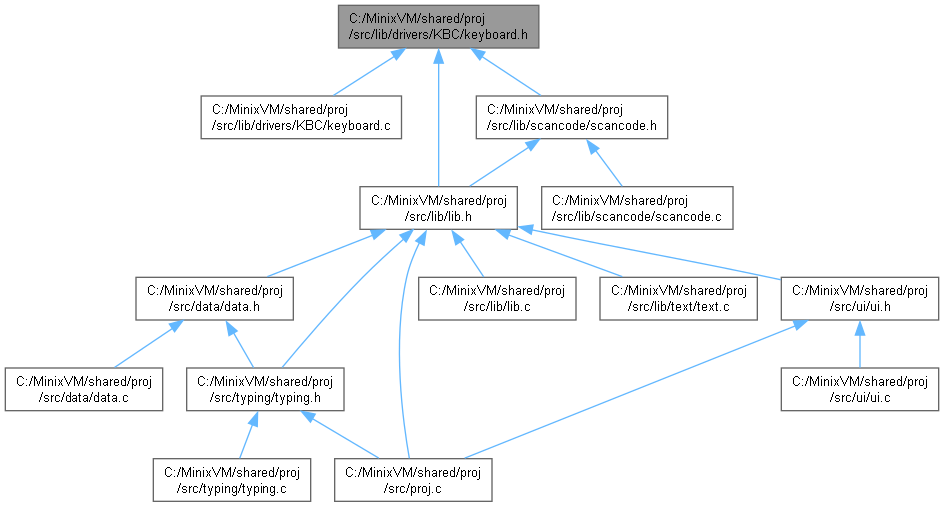 C:/MinixVM/shared/proj
/src/lib/drivers/KBC/keyboard.h
C:/MinixVM/shared/proj
/src/lib/drivers/KBC/keyboard.c
C:/MinixVM/shared/proj
/src/lib/scancode/scancode.h
C:/MinixVM/shared/proj
/src/lib/lib.h
C:/MinixVM/shared/proj
/src/lib/scancode/scancode.c
C:/MinixVM/shared/proj
/src/data/data.h
C:/MinixVM/shared/proj
/src/lib/lib.c
C:/MinixVM/shared/proj
/src/lib/text/text.c
C:/MinixVM/shared/proj
/src/ui/ui.h
C:/MinixVM/shared/proj
/src/data/data.c
C:/MinixVM/shared/proj
/src/typing/typing.h
C:/MinixVM/shared/proj
/src/ui/ui.c
C:/MinixVM/shared/proj
/src/typing/typing.c
C:/MinixVM/shared/proj
/src/proj.c